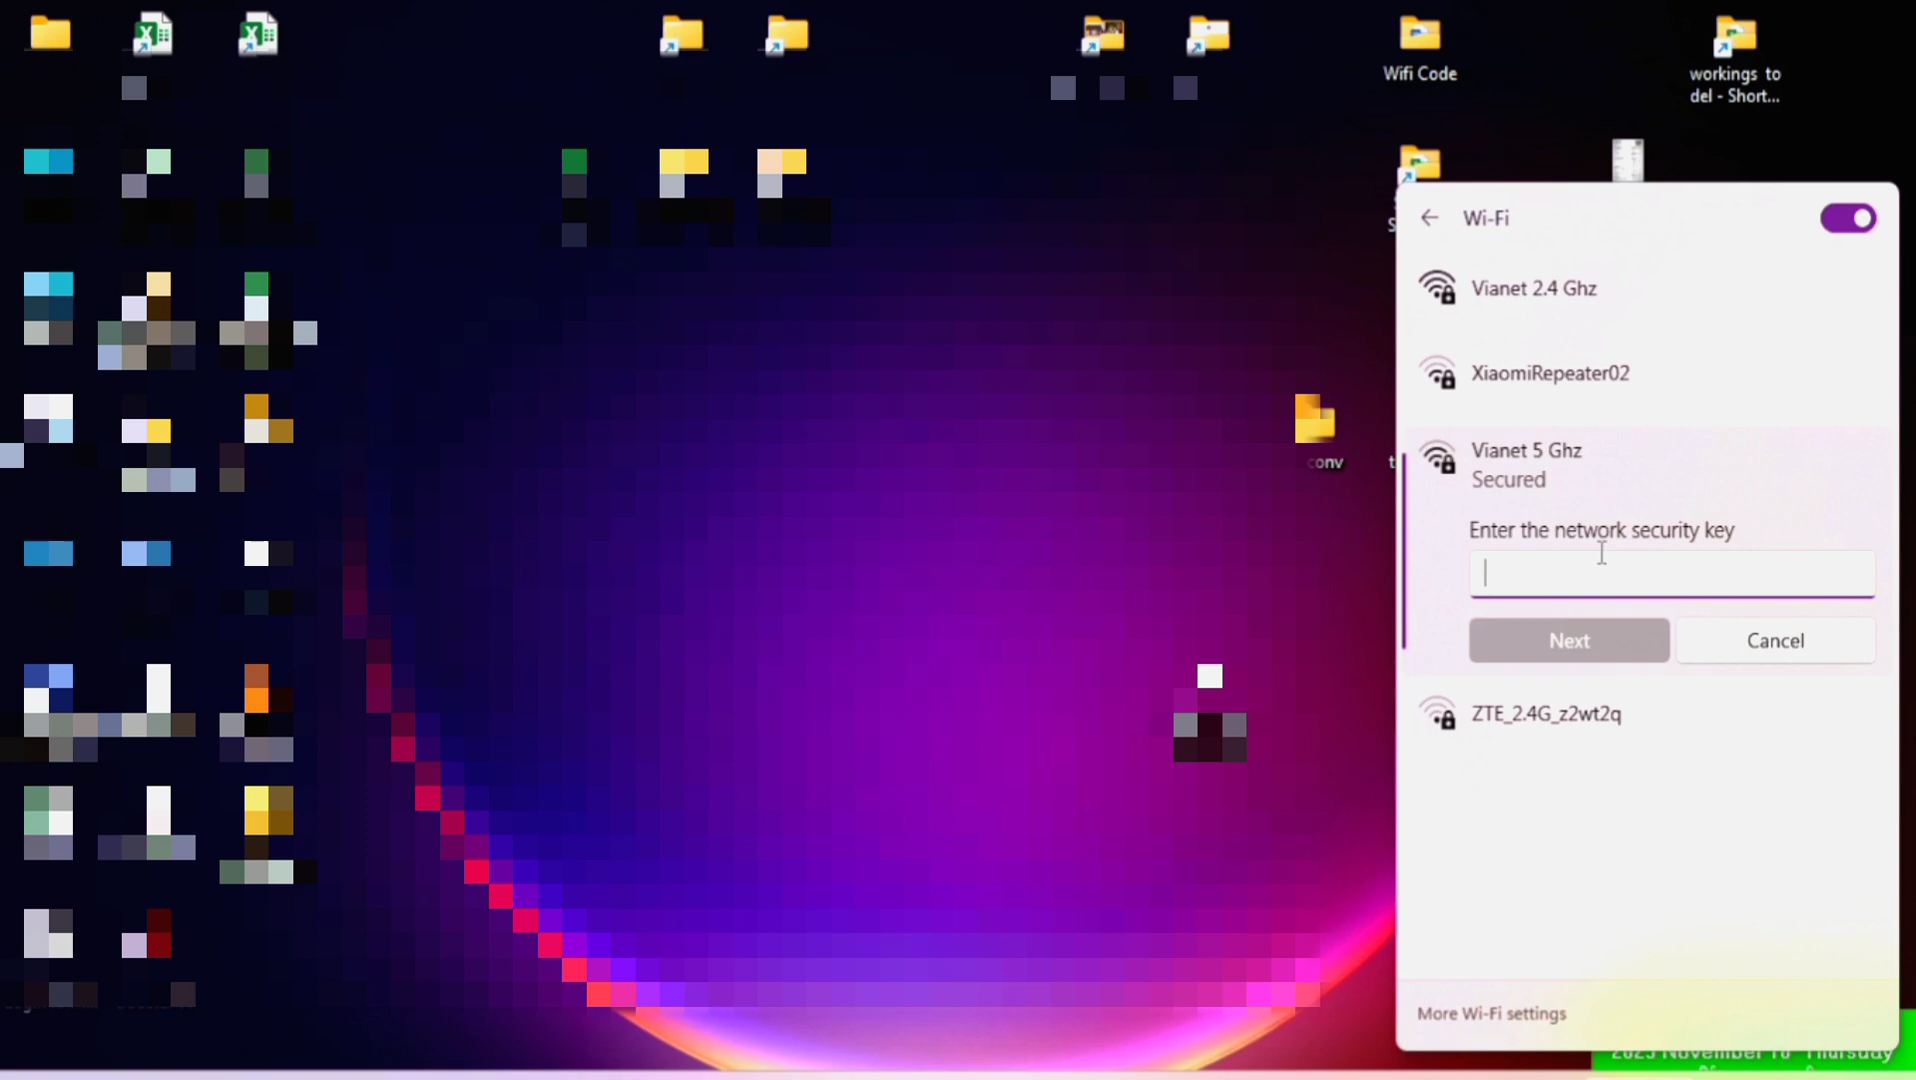 Wifi Code
workings to
del - Short...
conv
Wi-Fi
Vianet 2.4 Ghz
XiaomiRepeater02
Vianet 5 Ghz
Secured
Enter the network security key
Next
Cancel
ZTE_2.4G_z2wt2q
More Wi-Fi settings